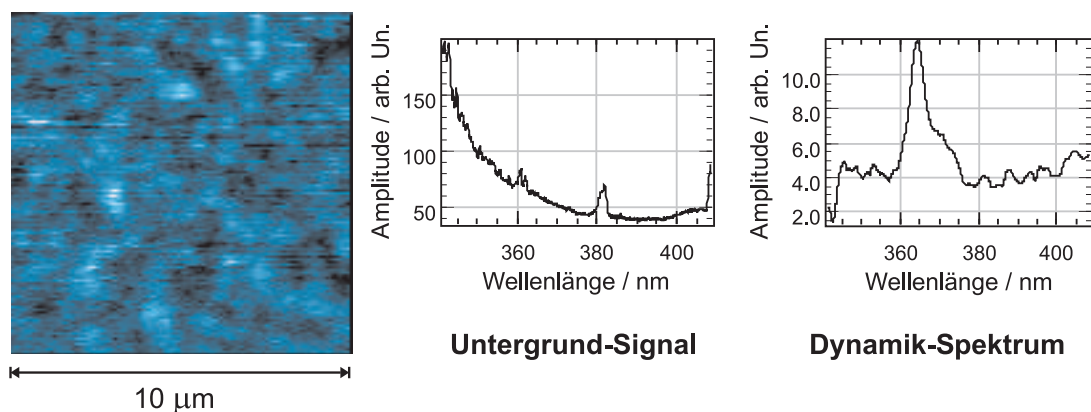 10 µm
Amplitude / arb. Un.
150
100
50
360
380
400
Wellenlänge / nm
Untergrund-Signal
Amplitude / arb. Un.
10.0
8.0
6.0
4.0
2.0
360
380
400
Wellenlänge / nm
Dynamik-Spektrum